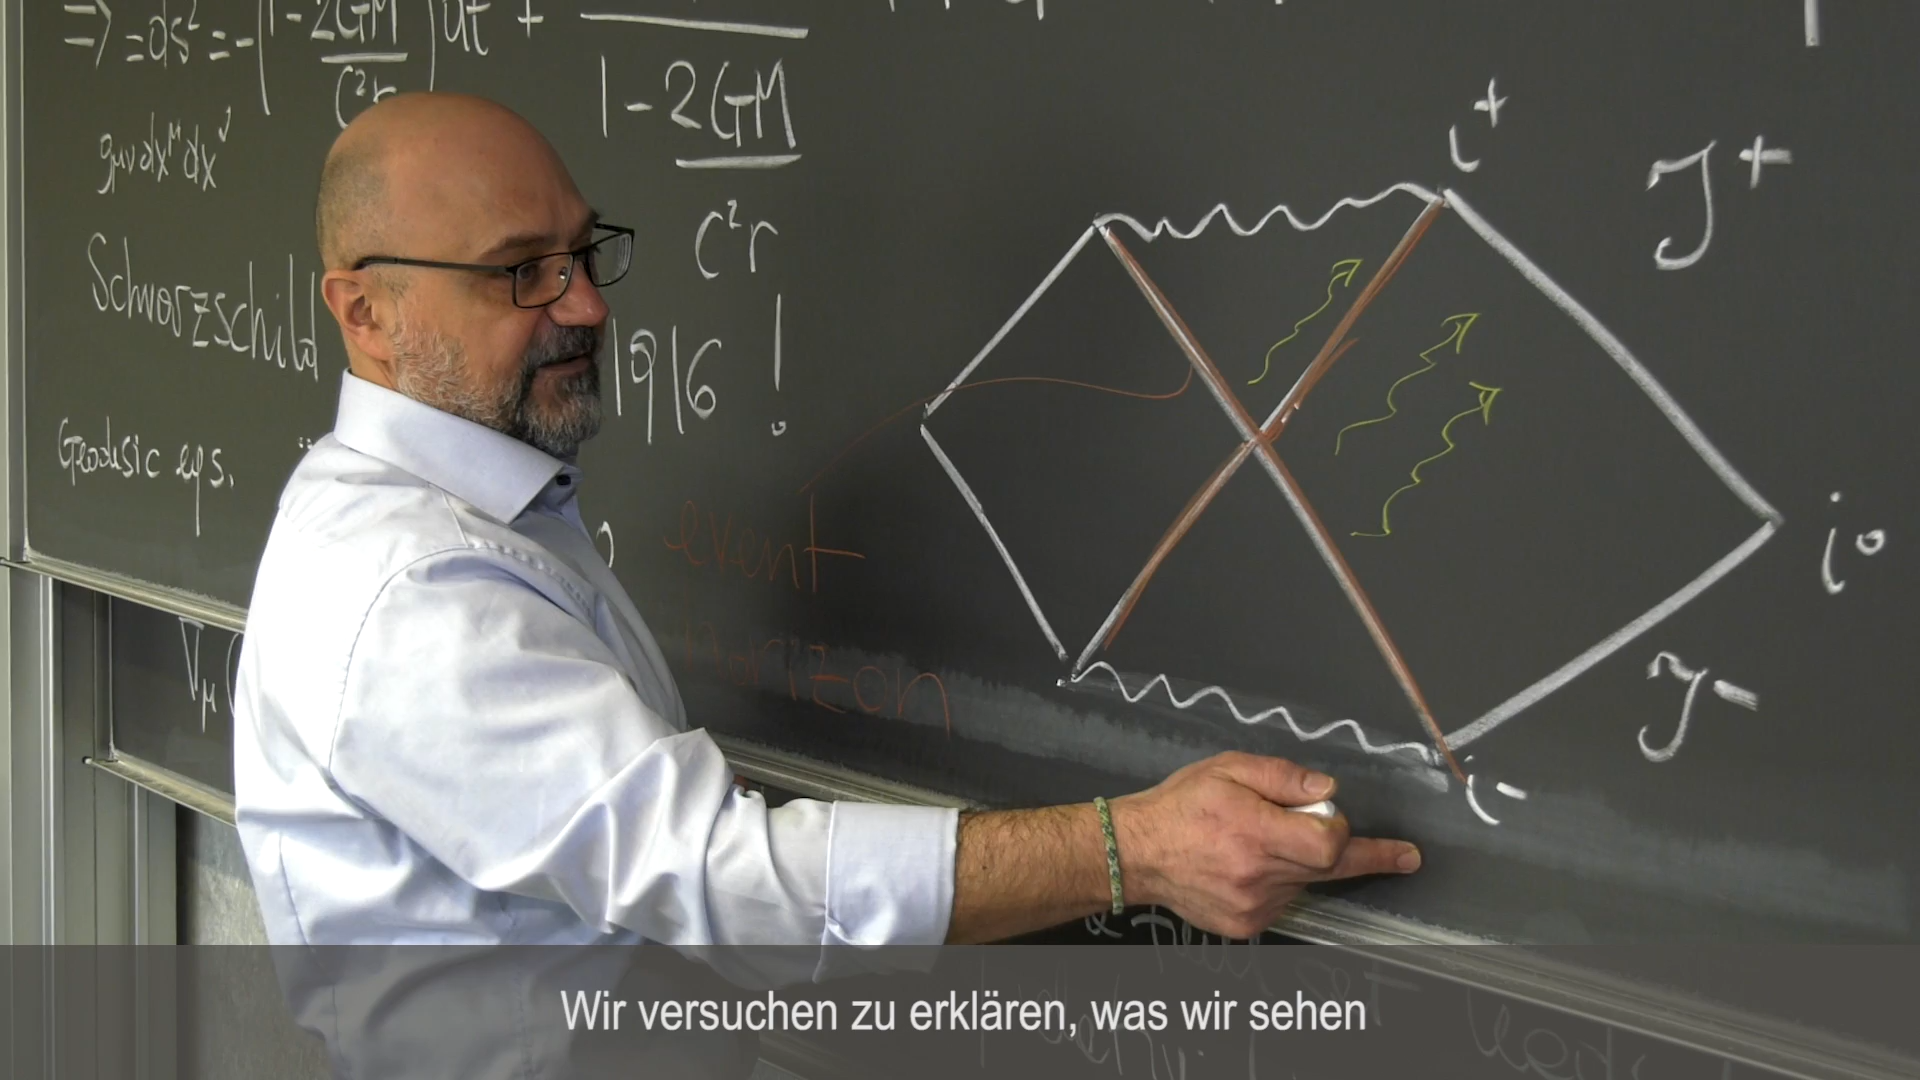 ⇒ = ds² = -(1 - 2GM / c²r) dt +
1 - 2GM
c²r
gμν dx^μ dx^ν
Schwarzschild 1916 !
Geodesic eqs.
∇μ (
event
horizon
i⁺
J⁺
i⁰
J⁻
i⁻
Wir versuchen zu erklären, was wir sehen